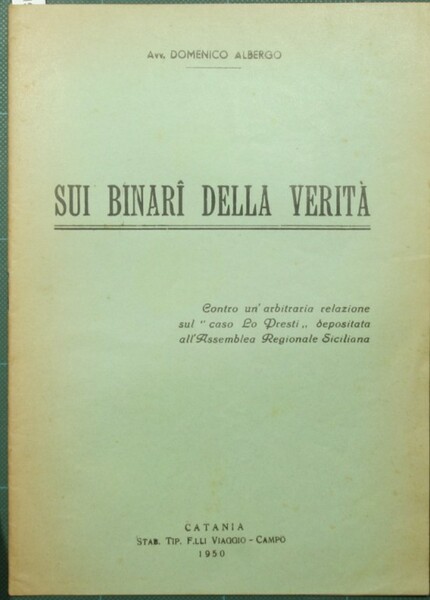 Avv. DOMENICO ALBERGO
SUI BINARÎ DELLA VERITÀ
Contro un' arbitraria relazione
sul " caso Lo Presti „ depositata
all'Assemblea Regionale Siciliana
CATANIA
STAB. TIP. F.LLI VIAGGIO - CAMPO
1950